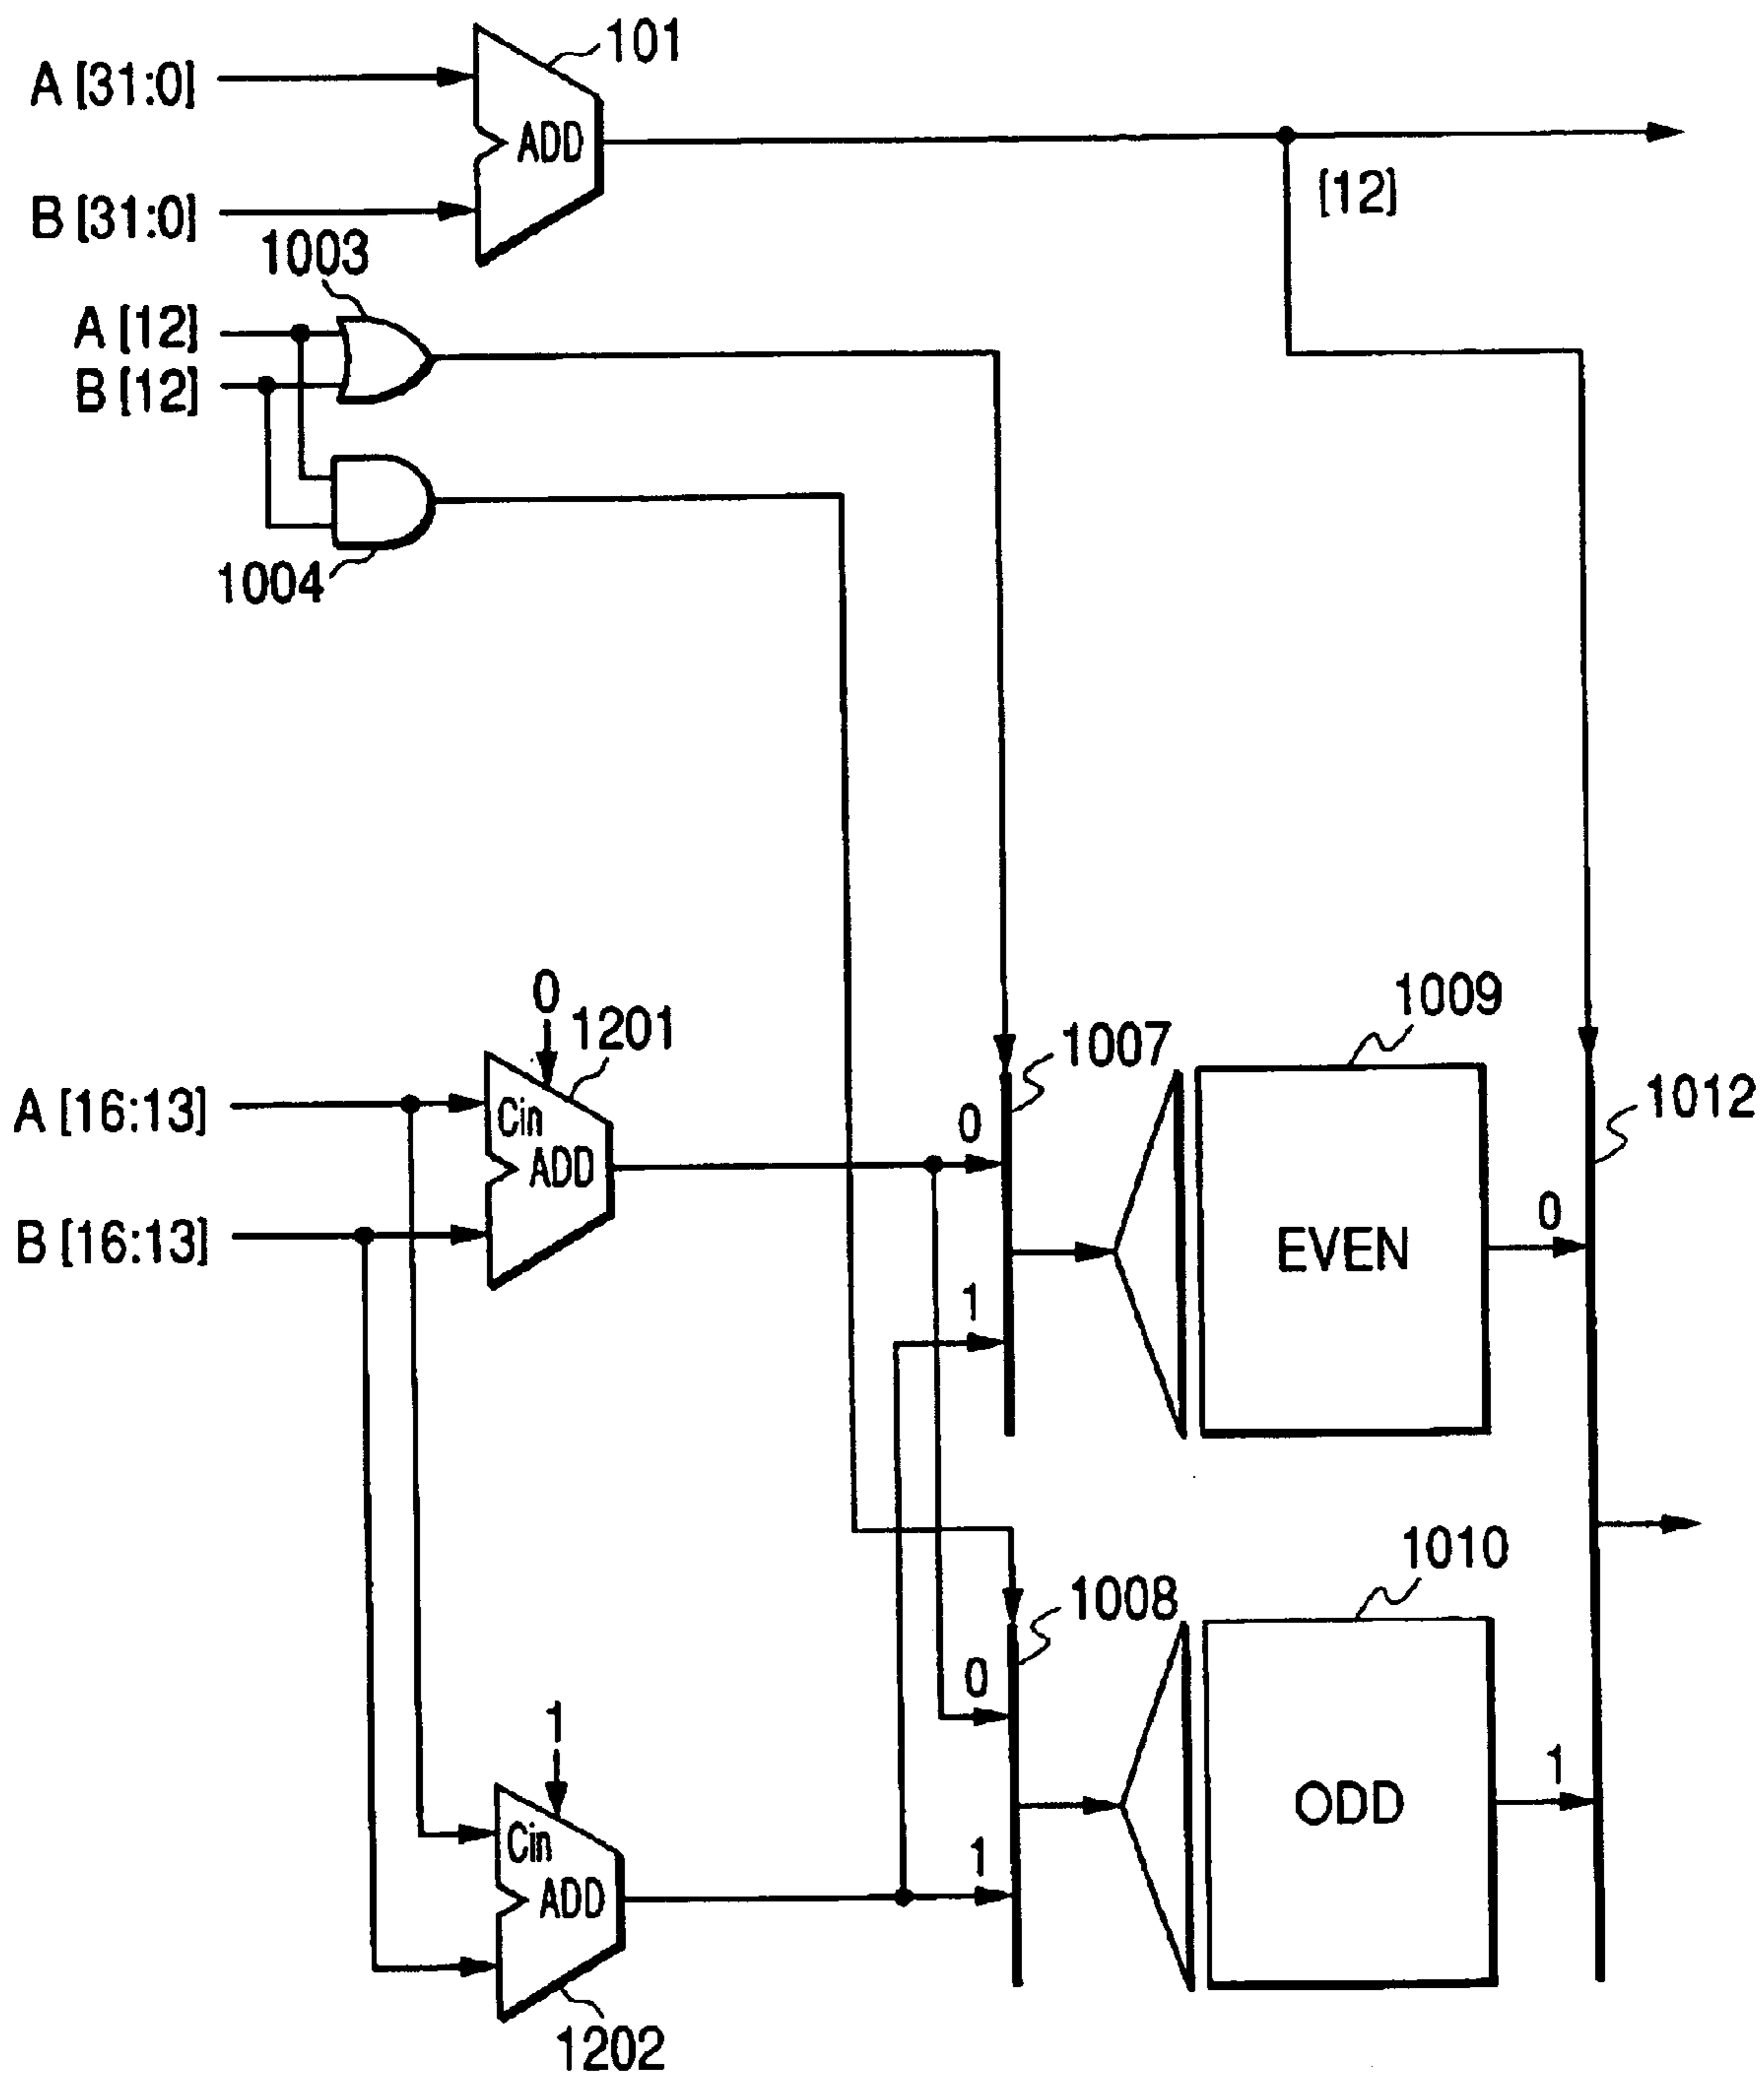 101
A [31:0]
ADD
B [31:0]
[12]
1003
A [12]
B [12]
1004
0
1201
1007
1009
1012
A [16:13]
Cin
0
ADD
B [16:13]
EVEN
0
1
1010
1008
0
1
1
ODD
Cin
1
ADD
1202